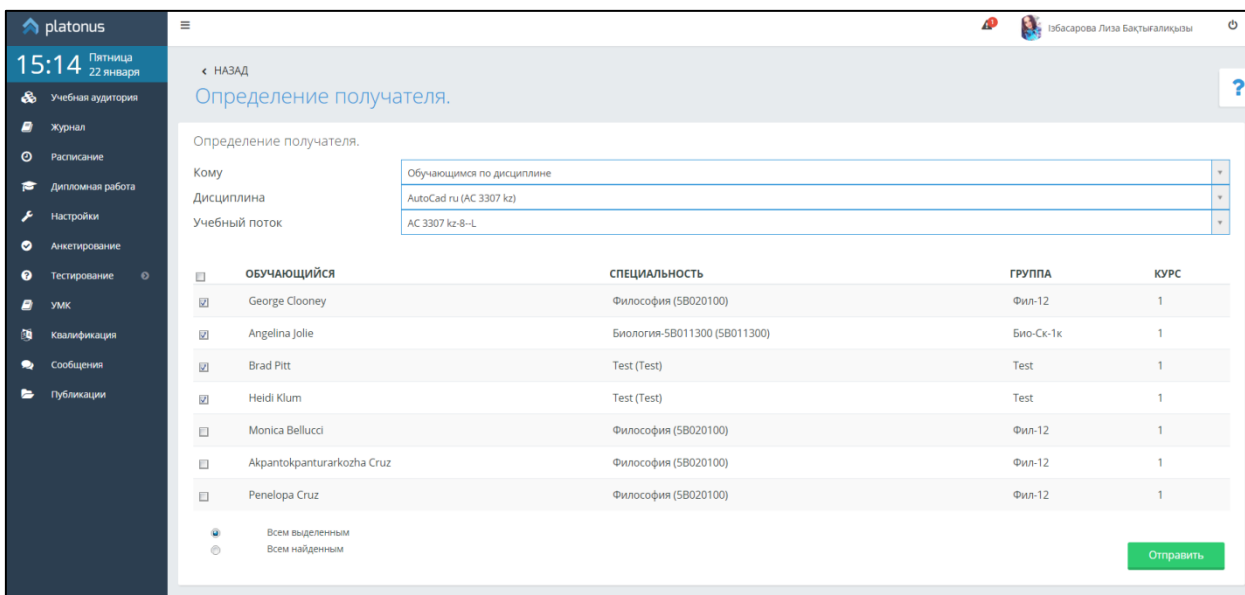 platonus
Ізбасарова Лиза Бақтығалиқызы
15:14 Пятница
22 января
Учебная аудитория
Журнал
Расписание
Дипломная работа
Настройки
Анкетирование
Тестирование
УМК
Квалификация
Сообщения
Публикации
НАЗАД
Определение получателя.
?
Определение получателя.
Кому Обучающимся по дисциплине
Дисциплина AutoCad ru (AC 3307 kz)
Учебный поток AC 3307 kz-8--L
ОБУЧАЮЩИЙСЯ СПЕЦИАЛЬНОСТЬ ГРУППА КУРС
George Clooney Философия (5B020100) Фил-12 1
Angelina Jolie Биология-5B011300 (5B011300) Био-Ск-1к 1
Brad Pitt Test (Test) Test 1
Heidi Klum Test (Test) Test 1
Monica Bellucci Философия (5B020100) Фил-12 1
Akpantokpanturarkozha Cruz Философия (5B020100) Фил-12 1
Penelopa Cruz Философия (5B020100) Фил-12 1
Всем выделенным
Всем найденным
Отправить